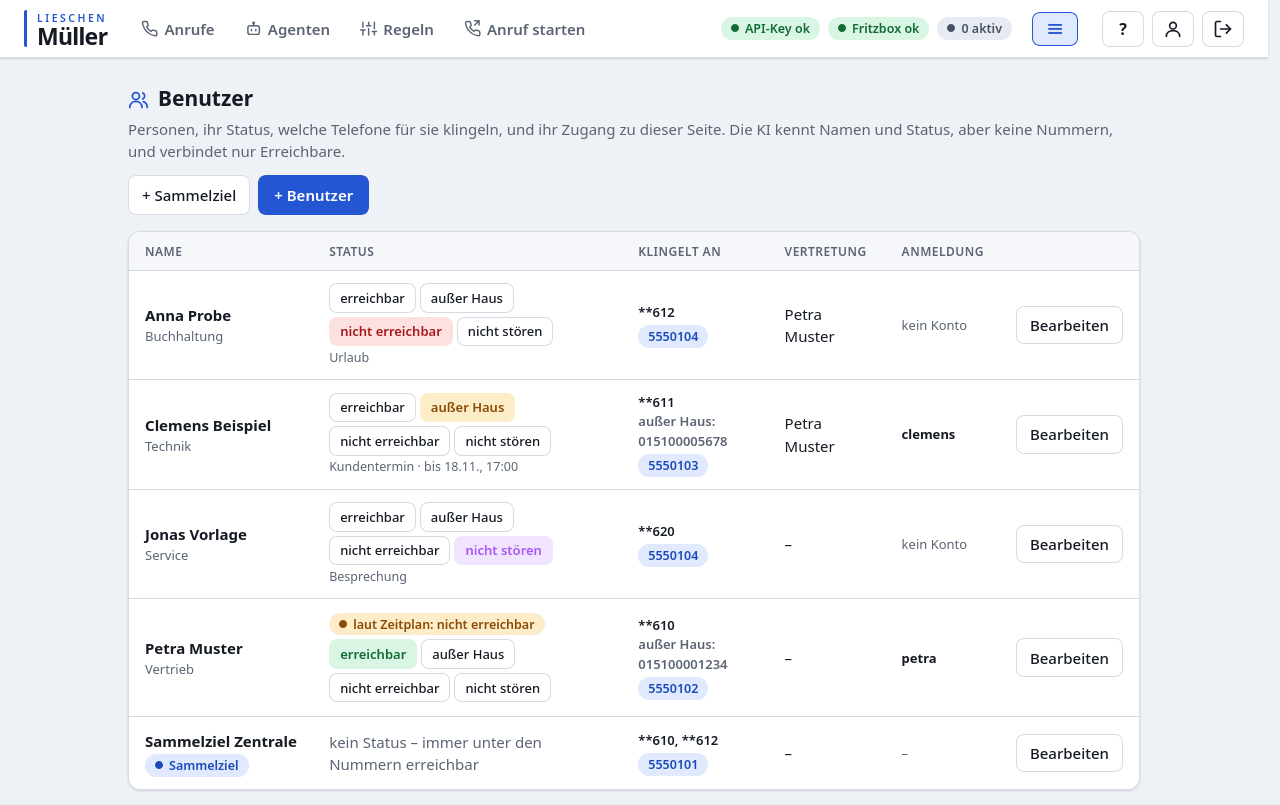 LIESCHEN
Müller
Anrufe
Agenten
Regeln
Anruf starten
API-Key ok
Fritzbox ok
0 aktiv
?
Benutzer
Personen, ihr Status, welche Telefone für sie klingeln, und ihr Zugang zu dieser Seite. Die KI kennt Namen und Status, aber keine Nummern,
und verbindet nur Erreichbare.
+ Sammelziel
+ Benutzer
NAME STATUS KLINGELT AN VERTRETUNG ANMELDUNG
Anna Probe
Buchhaltung
erreichbar außer Haus
nicht erreichbar nicht stören
Urlaub
**612
5550104
Petra
Muster
kein Konto
Bearbeiten
Clemens Beispiel
Technik
erreichbar außer Haus
nicht erreichbar nicht stören
Kundentermin · bis 18.11., 17:00
**611
außer Haus:
015100005678
5550103
Petra
Muster
clemens
Bearbeiten
Jonas Vorlage
Service
erreichbar außer Haus
nicht erreichbar nicht stören
Besprechung
**620
5550104
–
kein Konto
Bearbeiten
Petra Muster
Vertrieb
laut Zeitplan: nicht erreichbar
erreichbar außer Haus
nicht erreichbar nicht stören
**610
außer Haus:
015100001234
5550102
–
petra
Bearbeiten
Sammelziel Zentrale
Sammelziel
kein Status – immer unter den
Nummern erreichbar
**610, **612
5550101
–
–
Bearbeiten